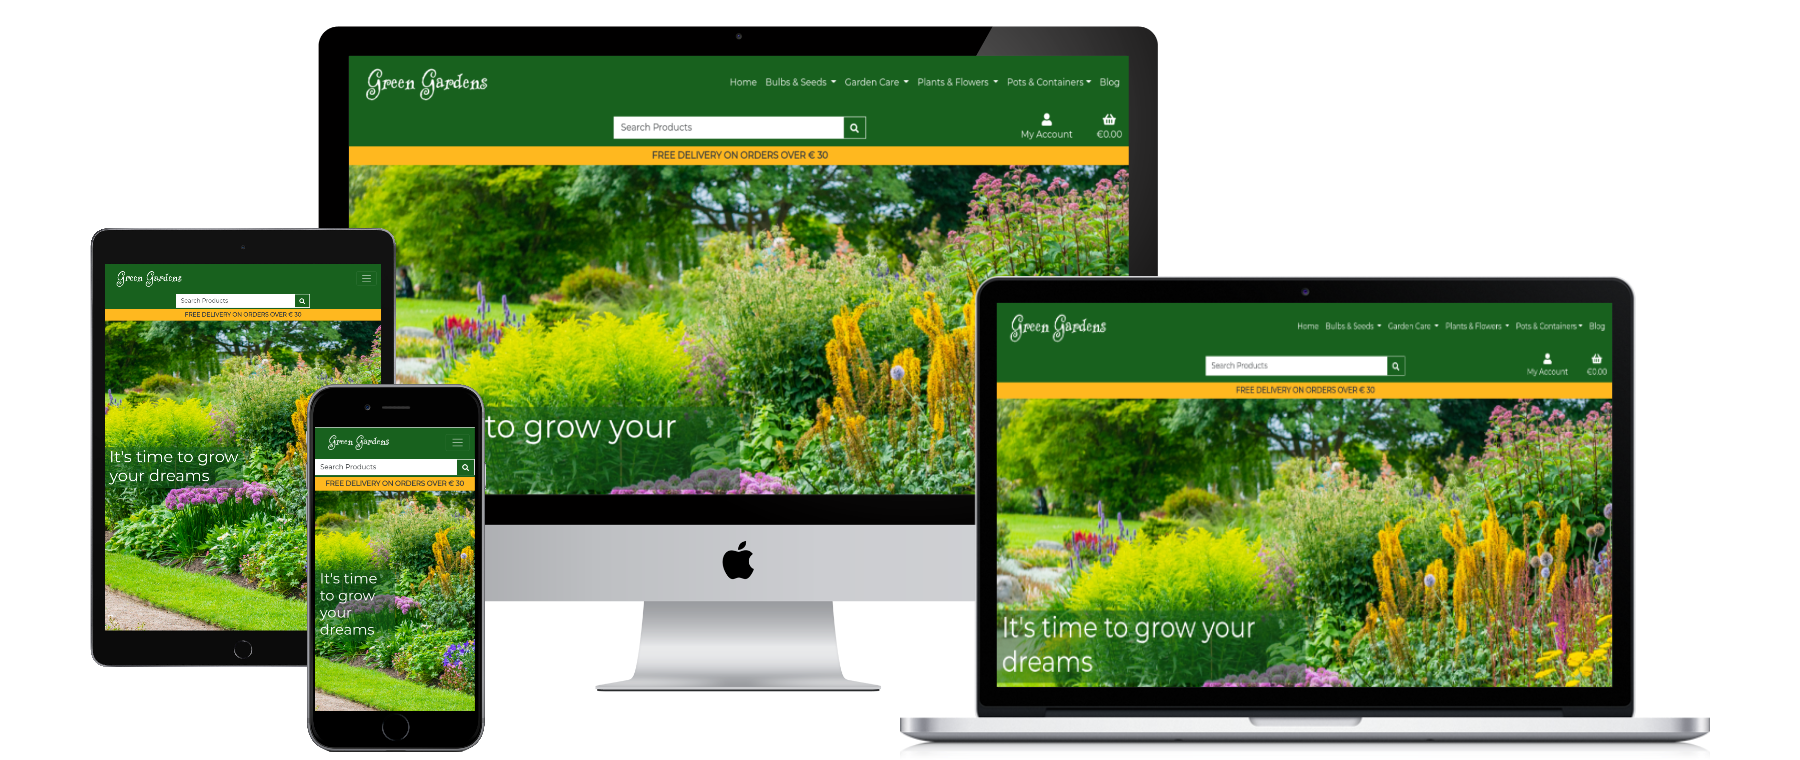 Green Gardens
Home Bulbs & Seeds Garden Care Plants & Flowers Pots & Containers Blog
Search Products
My Account €0.00
FREE DELIVERY ON ORDERS OVER € 30
to grow your
Green Gardens
Search Products
FREE DELIVERY ON ORDERS OVER € 30
It's time to grow
your dreams
Green Gardens
Search Products
FREE DELIVERY ON ORDERS OVER € 30
It's time
to grow
your
dreams
Green Gardens
Home Bulbs & Seeds Garden Care Plants & Flowers Pots & Containers Blog
Search Products
My Account €0.00
FREE DELIVERY ON ORDERS OVER € 30
It's time to grow your
dreams